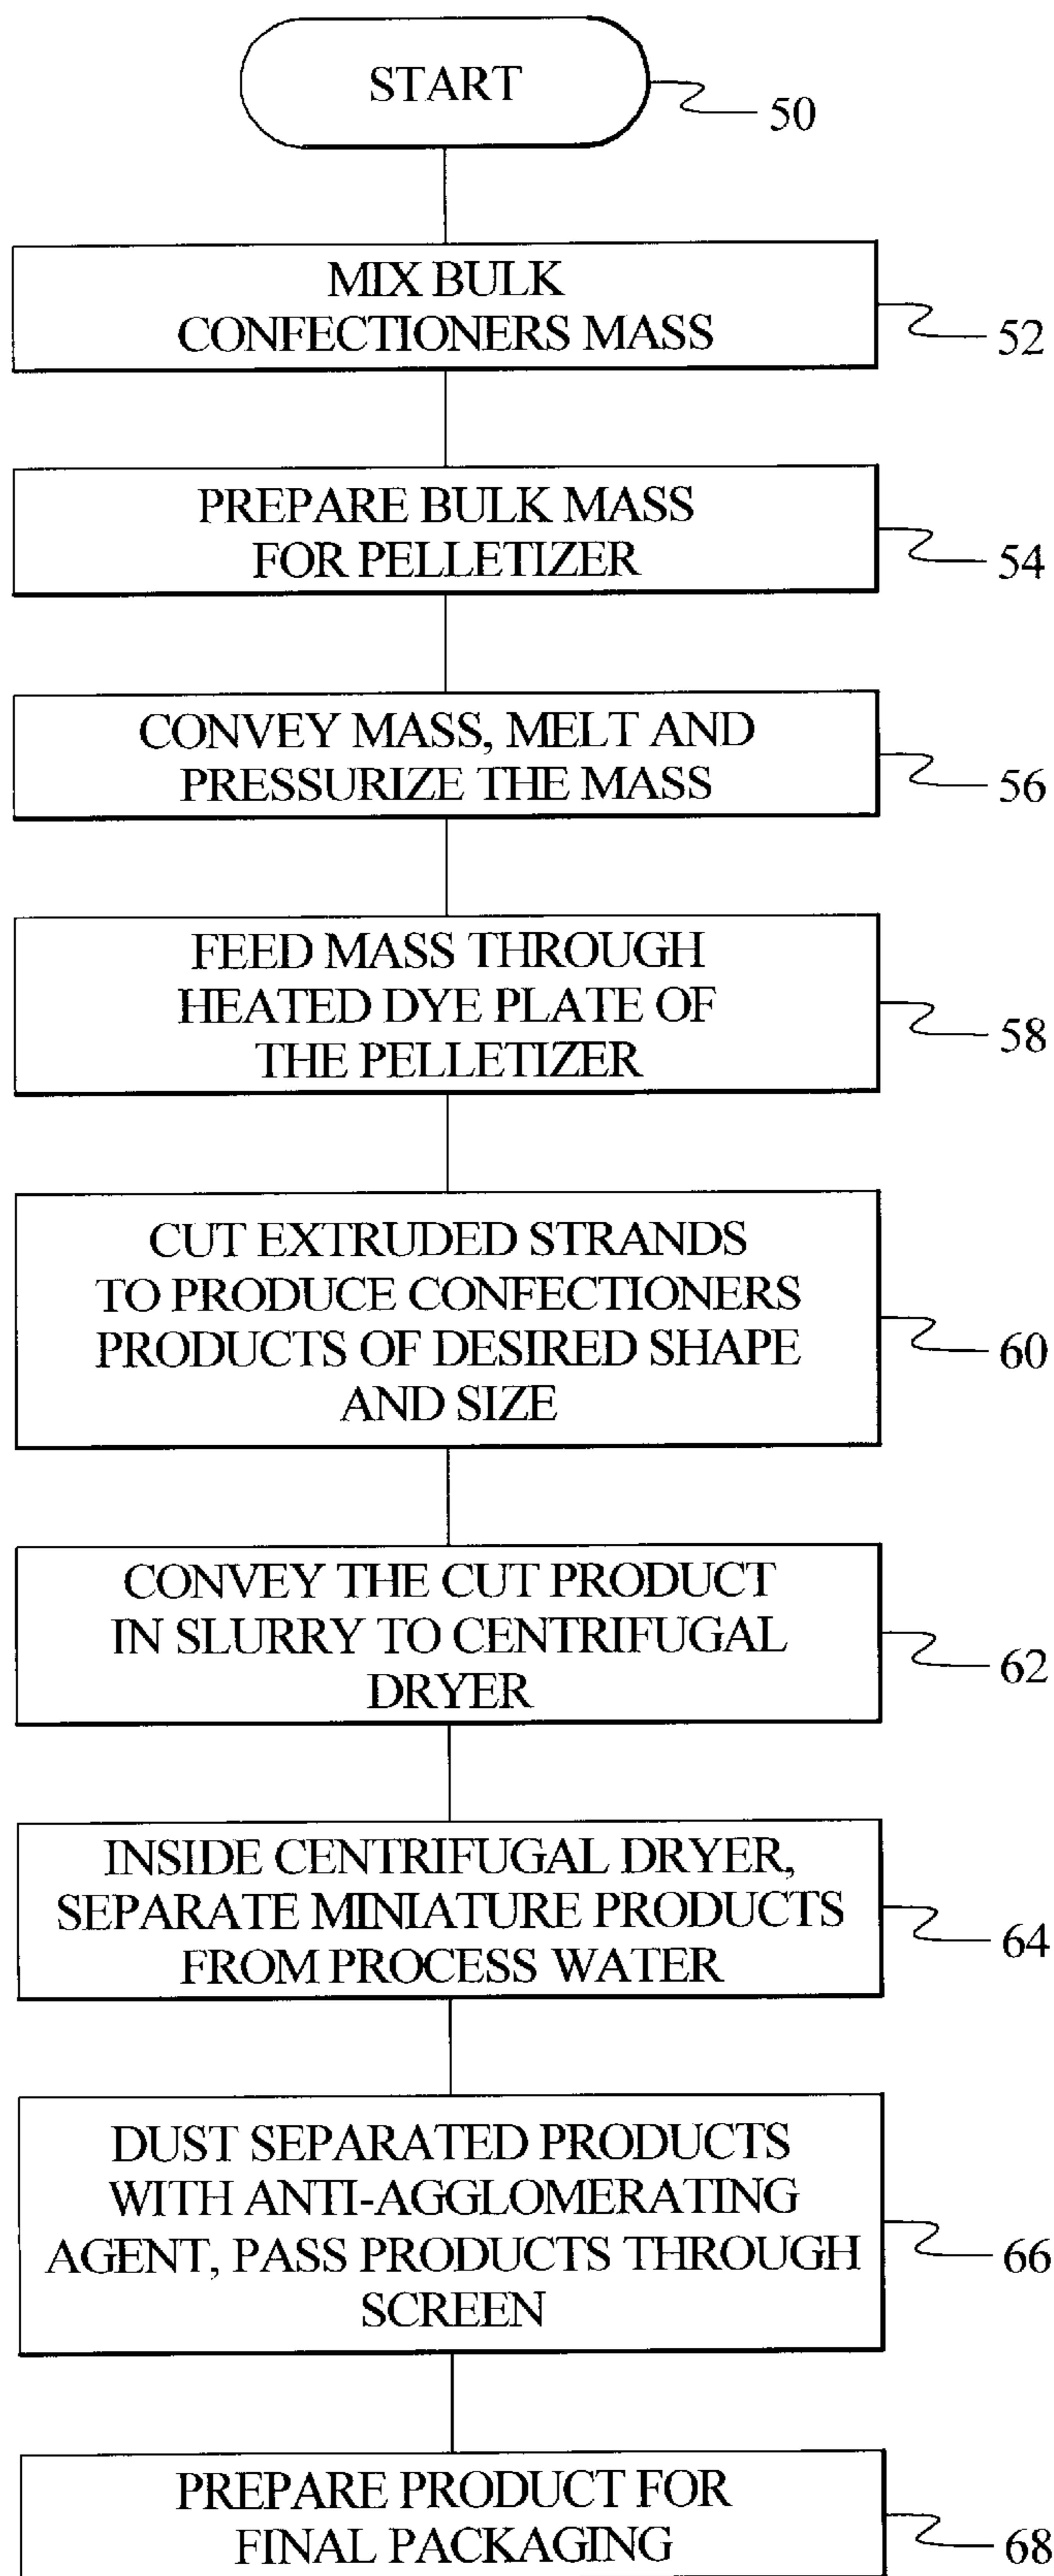 START
50
MIX BULK
CONFECTIONERS MASS
52
PREPARE BULK MASS
FOR PELLETIZER
54
CONVEY MASS, MELT AND
PRESSURIZE THE MASS
56
FEED MASS THROUGH
HEATED DYE PLATE OF
THE PELLETIZER
58
CUT EXTRUDED STRANDS
TO PRODUCE CONFECTIONERS
PRODUCTS OF DESIRED SHAPE
AND SIZE
60
CONVEY THE CUT PRODUCT
IN SLURRY TO CENTRIFUGAL
DRYER
62
INSIDE CENTRIFUGAL DRYER,
SEPARATE MINIATURE PRODUCTS
FROM PROCESS WATER
64
DUST SEPARATED PRODUCTS
WITH ANTI-AGGLOMERATING
AGENT, PASS PRODUCTS THROUGH
SCREEN
66
PREPARE PRODUCT FOR
FINAL PACKAGING
68